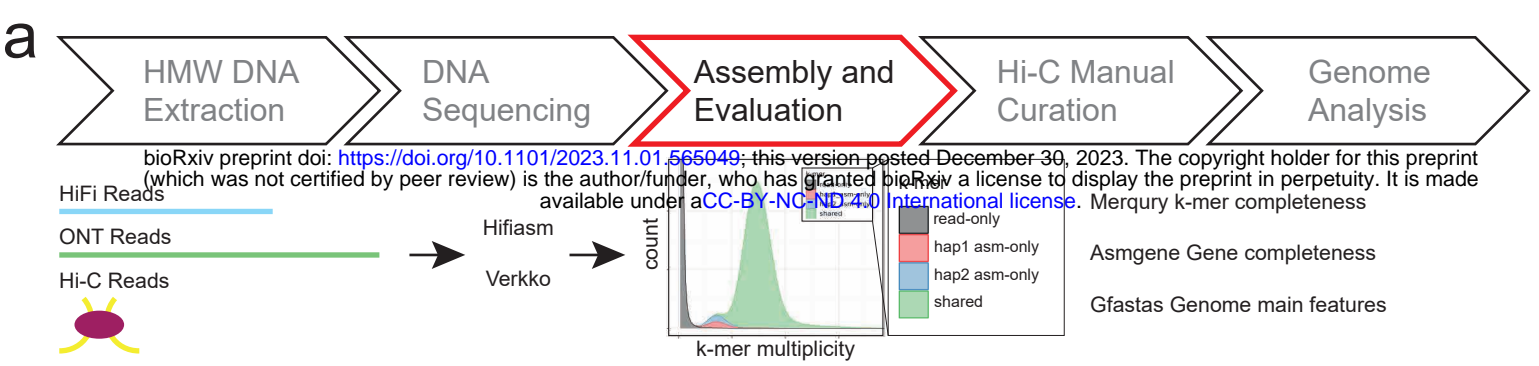 a
HMW DNA
Extraction
DNA
Sequencing
Assembly and
Evaluation
Hi-C Manual
Curation
Genome
Analysis
bioRxiv preprint doi: https://doi.org/10.1101/2023.11.01.565049; this version posted December 30, 2023. The copyright holder for this preprint
(which was not certified by peer review) is the author/funder, who has granted bioRxiv a license to display the preprint in perpetuity. It is made
available under aCC-BY-NC-ND 4.0 International license.
HiFi Reads
ONT Reads
Hi-C Reads
Hifiasm
Verkko
count
k-mer multiplicity
shared
k-mer
read-only
hap1 asm-only
hap2 asm-only
shared
Merqury k-mer completeness
Asmgene Gene completeness
Gfastas Genome main features